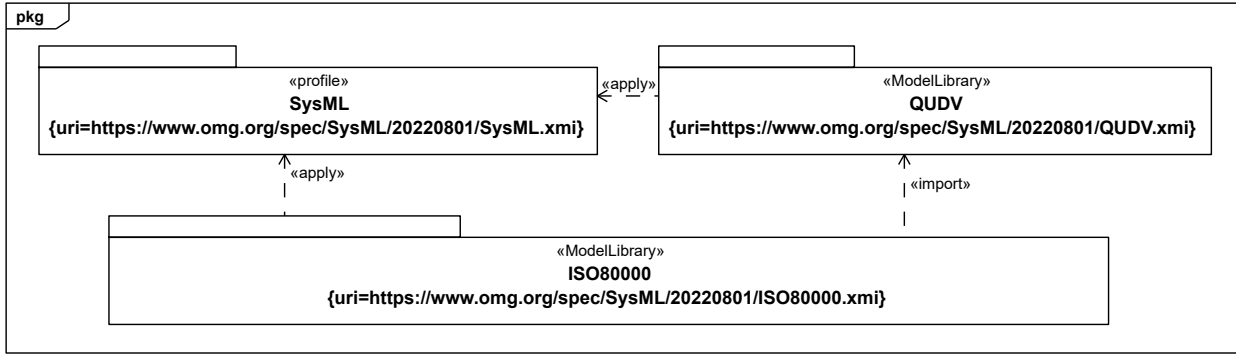 pkg
«profile»
SysML
{uri=https://www.omg.org/spec/SysML/20220801/SysML.xmi}
«apply»
«ModelLibrary»
QUDV
{uri=https://www.omg.org/spec/SysML/20220801/QUDV.xmi}
«apply»
«import»
«ModelLibrary»
ISO80000
{uri=https://www.omg.org/spec/SysML/20220801/ISO80000.xmi}